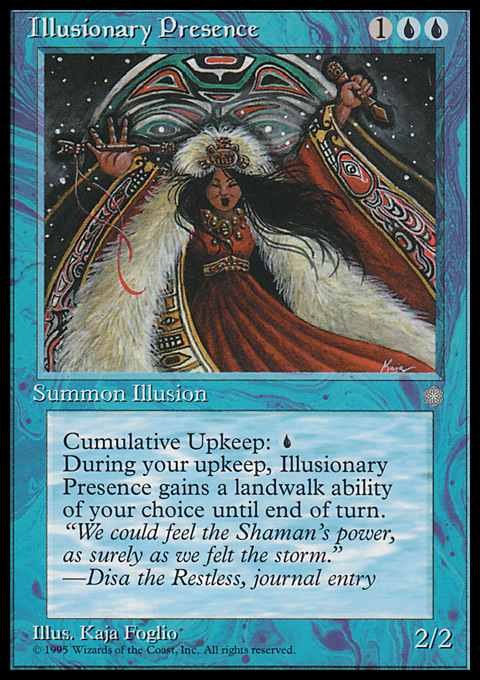 Illusionary Presence 1
Kaja
Summon Illusion
Cumulative Upkeep:
During your upkeep, Illusionary
Presence gains a landwalk ability
of your choice until end of turn.
“We could feel the Shaman's power,
as surely as we felt the storm.”
—Disa the Restless, journal entry
Illus. Kaja Foglio
2/2
© 1995 Wizards of the Coast, Inc. All rights reserved.